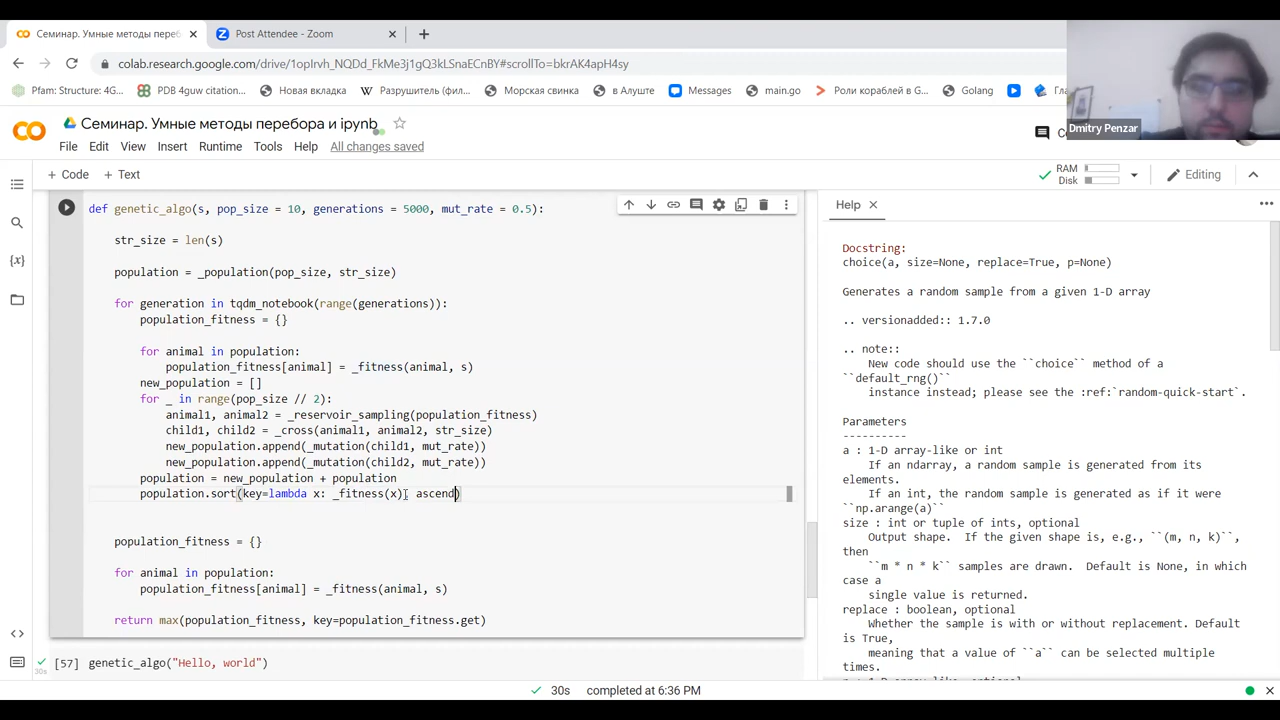 Семинар. Умные методы переб
Post Attendee - Zoom
colab.research.google.com/drive/1opIrvh_NQDd_FkMe3j1gQ3kLSnaECnBY#scrollTo=bkrAK4apH4sy
Pfam: Structure: 4G...
PDB 4guw citation...
Новая вкладка
Разрушитель (фил...
Морская свинка
в Алуште
Messages
main.go
Роли кораблей в G...
Golang
Гла
Dmitry Penzar
Семинар. Умные методы перебора и ipynb
File Edit View Insert Runtime Tools Help All changes saved
Co
+ Code + Text
RAM
Disk
Editing
def genetic_algo(s, pop_size = 10, generations = 5000, mut_rate = 0.5):
str_size = len(s)
population = _population(pop_size, str_size)
for generation in tqdm_notebook(range(generations)):
population_fitness = {}
for animal in population:
population_fitness[animal] = _fitness(animal, s)
new_population = []
for _ in range(pop_size // 2):
animal1, animal2 = _reservoir_sampling(population_fitness)
child1, child2 = _cross(animal1, animal2, str_size)
new_population.append(_mutation(child1, mut_rate))
new_population.append(_mutation(child2, mut_rate))
population = new_population + population
population.sort(key=lambda x: _fitness(x), ascend)
population_fitness = {}
for animal in population:
population_fitness[animal] = _fitness(animal, s)
return max(population_fitness, key=population_fitness.get)
[57] genetic_algo("Hello, world")
30s
Help
Docstring:
choice(a, size=None, replace=True, p=None)
Generates a random sample from a given 1-D array
.. versionadded:: 1.7.0
.. note::
New code should use the ``choice`` method of a
``default_rng()``
instance instead; please see the :ref:`random-quick-start`.
Parameters
----------
a : 1-D array-like or int
If an ndarray, a random sample is generated from its
elements.
If an int, the random sample is generated as if it were
``np.arange(a)``
size : int or tuple of ints, optional
Output shape.  If the given shape is, e.g., ``(m, n, k)``,
then
``m * n * k`` samples are drawn.  Default is None, in which
case a
single value is returned.
replace : boolean, optional
Whether the sample is with or without replacement. Default
is True,
meaning that a value of ``a`` can be selected multiple
times.
30s completed at 6:36 PM